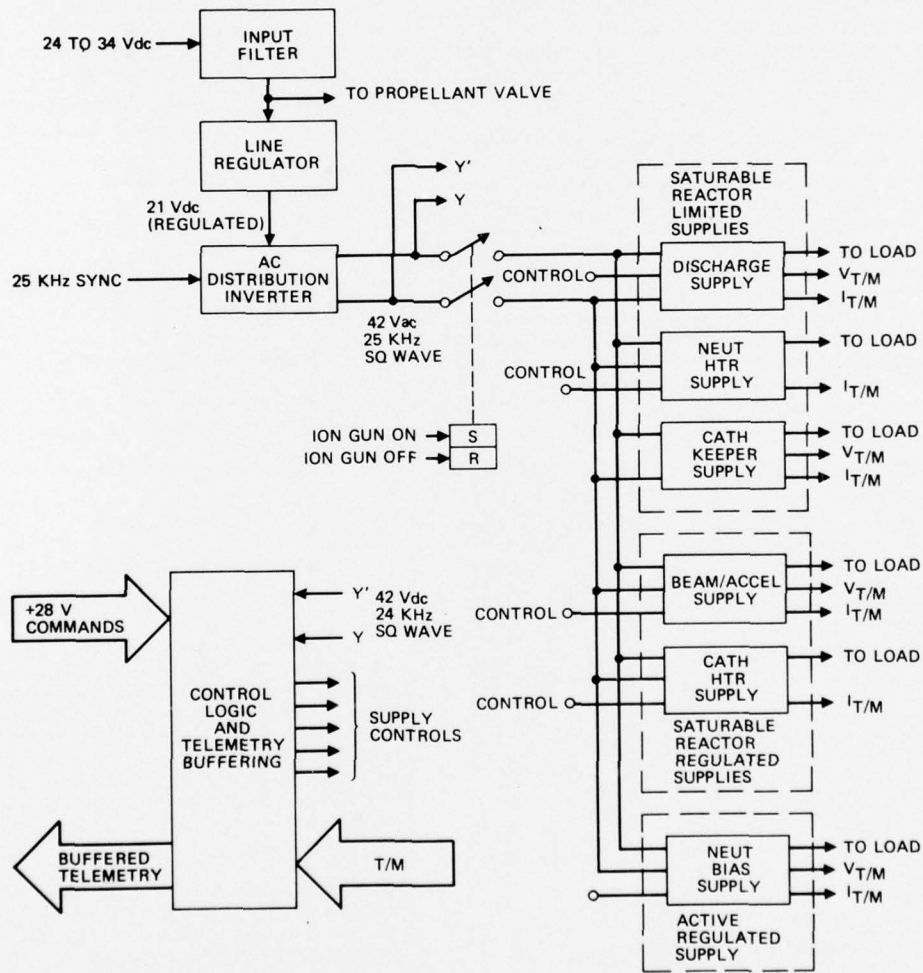 24 TO 34 Vdc
INPUT
FILTER
TO PROPELLANT VALVE
LINE
REGULATOR
21 Vdc
(REGULATED)
25 KHz SYNC
AC
DISTRIBUTION
INVERTER
Y'
Y
42 Vac
25 KHz
SQ WAVE
ION GUN ON
S
ION GUN OFF
R
SATURABLE
REACTOR
LIMITED
SUPPLIES
CONTROL
DISCHARGE
SUPPLY
TO LOAD
VT/M
IT/M
CONTROL
NEUT
HTR
SUPPLY
TO LOAD
IT/M
CATH
KEEPER
SUPPLY
TO LOAD
VT/M
IT/M
CONTROL
BEAM/ACCEL
SUPPLY
TO LOAD
VT/M
IT/M
CONTROL
CATH
HTR
SUPPLY
TO LOAD
IT/M
SATURABLE
REACTOR
REGULATED
SUPPLIES
NEUT
BIAS
SUPPLY
TO LOAD
VT/M
IT/M
ACTIVE
REGULATED
SUPPLY
+28 V
COMMANDS
CONTROL
LOGIC
AND
TELEMETRY
BUFFERING
Y'
Y
42 Vdc
24 KHz
SQ WAVE
SUPPLY
CONTROLS
BUFFERED
TELEMETRY
T/M